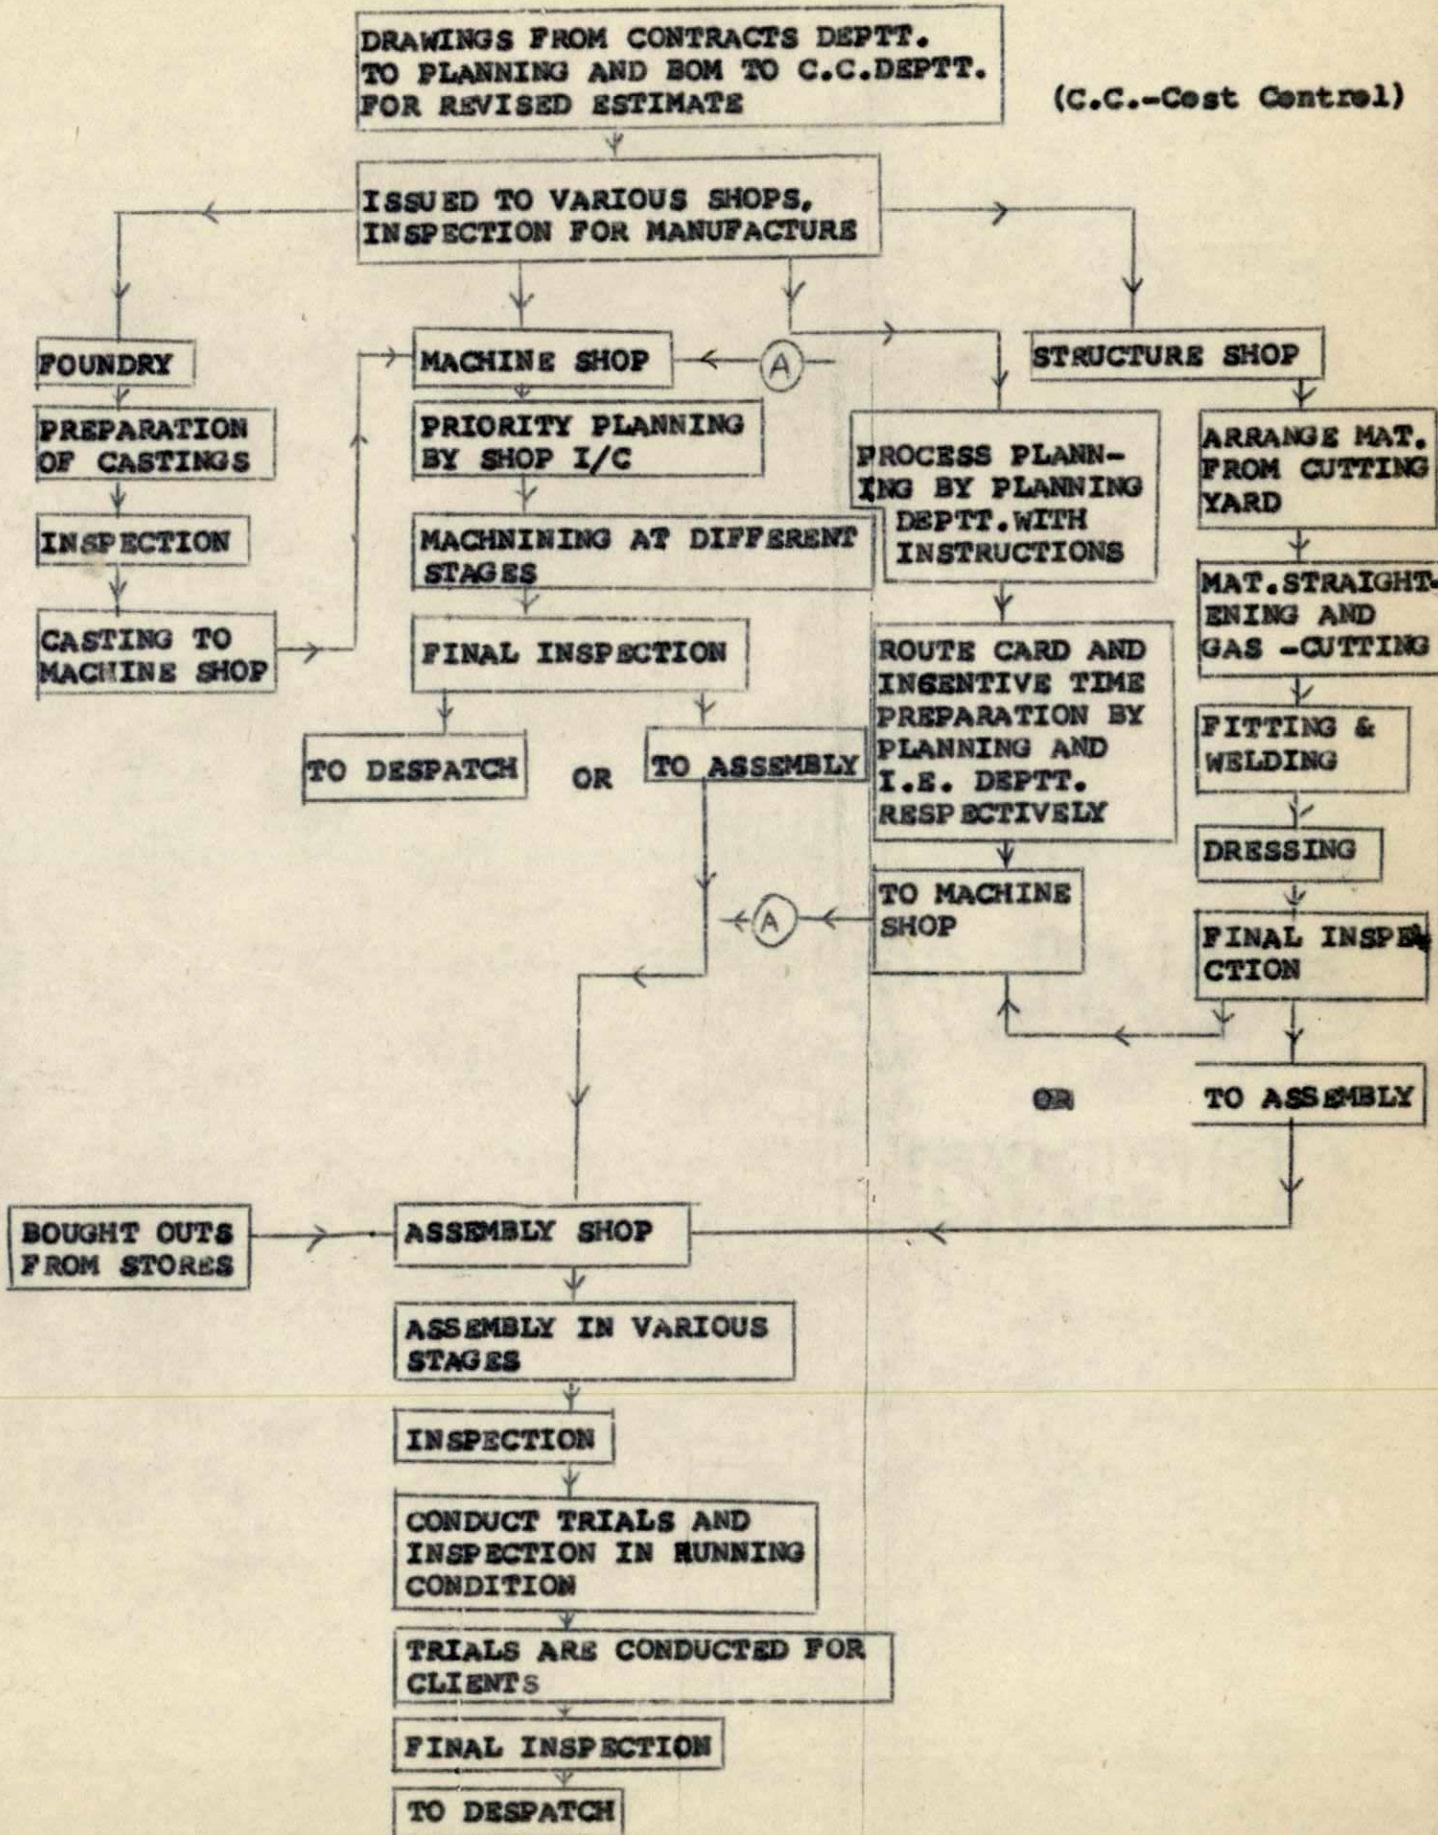 DRAWINGS FROM CONTRACTS DEPTT.
TO PLANNING AND BOM TO C.C.DEPTT.
FOR REVISED ESTIMATE
(C.C.-Cost Control)
ISSUED TO VARIOUS SHOPS,
INSPECTION FOR MANUFACTURE
FOUNDRY
PREPARATION
OF CASTINGS
INSPECTION
CASTING TO
MACHINE SHOP
MACHINE SHOP
A
PRIORITY PLANNING
BY SHOP I/C
MACHNINING AT DIFFERENT
STAGES
FINAL INSPECTION
TO DESPATCH
OR
TO ASSEMBLY
PROCESS PLANN-
ING BY PLANNING
DEPTT.WITH
INSTRUCTIONS
ROUTE CARD AND
INSENTIVE TIME
PREPARATION BY
PLANNING AND
I.E. DEPTT.
RESPECTIVELY
TO MACHINE
SHOP
A
STRUCTURE SHOP
ARRANGE MAT.
FROM CUTTING
YARD
MAT.STRAIGHT-
ENING AND
GAS -CUTTING
FITTING &
WELDING
DRESSING
FINAL INSPE
CTION
OR
TO ASSEMBLY
BOUGHT OUTS
FROM STORES
ASSEMBLY SHOP
ASSEMBLY IN VARIOUS
STAGES
INSPECTION
CONDUCT TRIALS AND
INSPECTION IN RUNNING
CONDITION
TRIALS ARE CONDUCTED FOR
CLIENTS
FINAL INSPECTION
TO DESPATCH